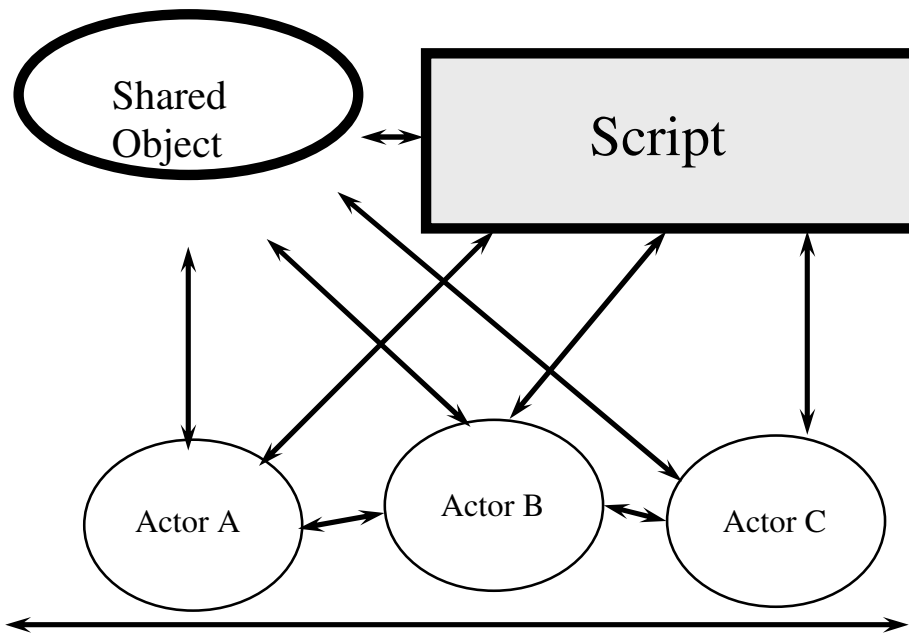 Shared
Object
Script
Actor A
Actor B
Actor C